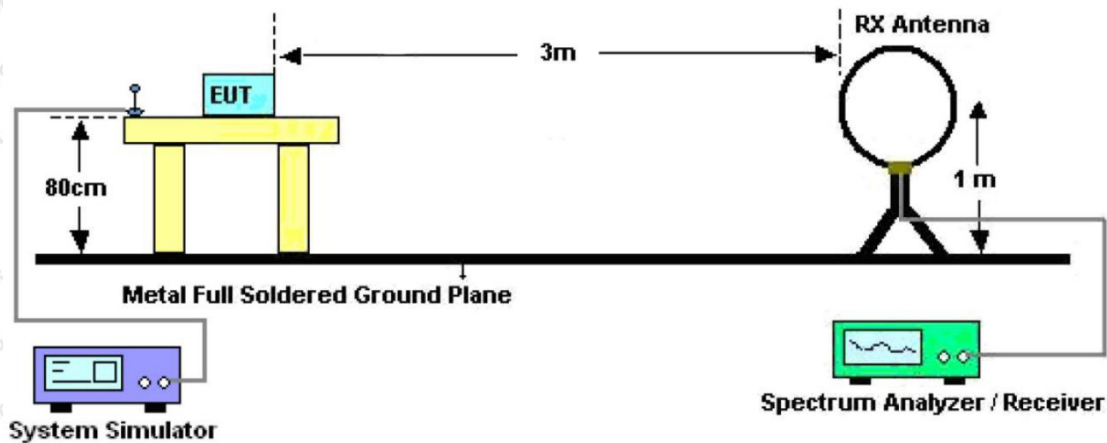 RX Antenna
3m
EUT
80cm
1 m
Metal Full Soldered Ground Plane
System Simulator
Spectrum Analyzer / Receiver